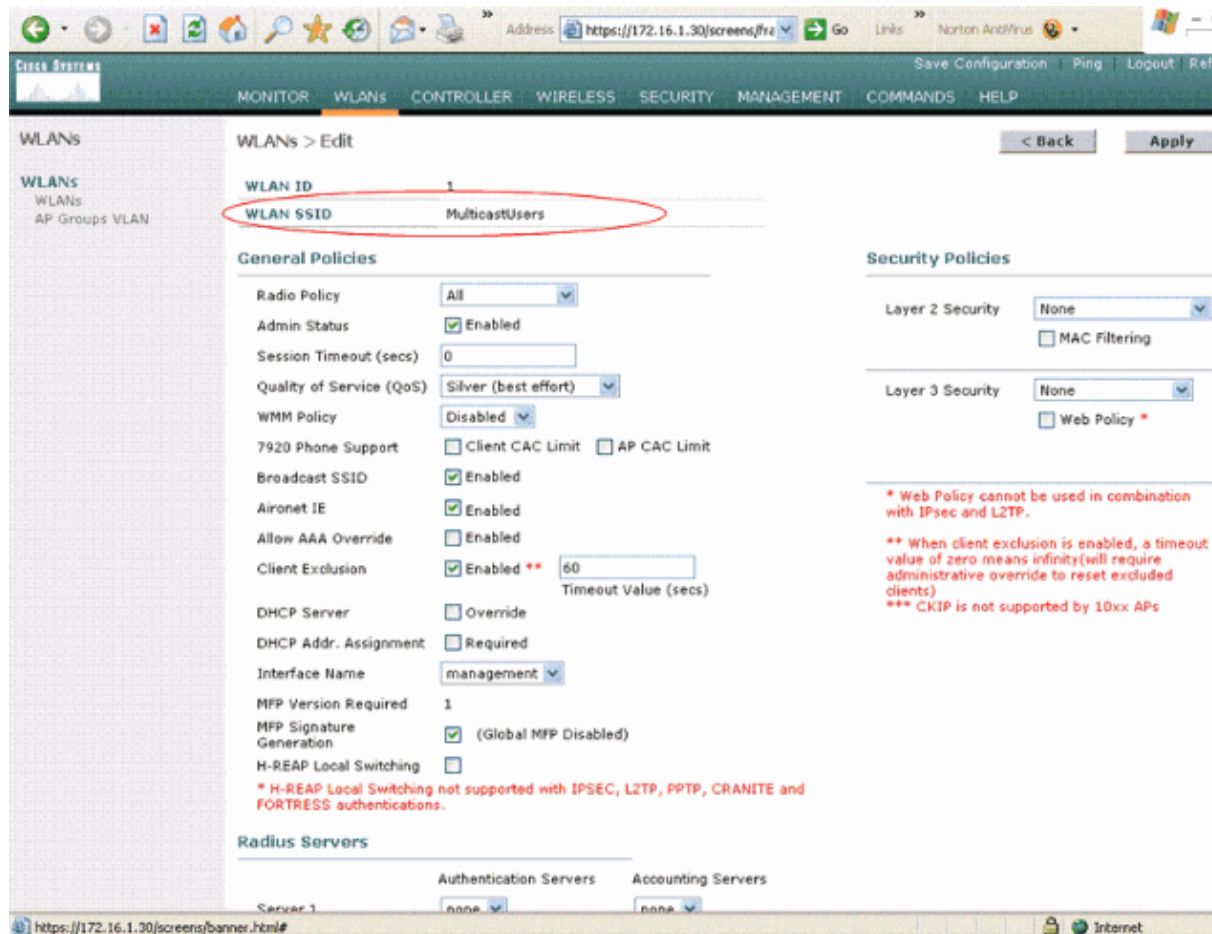 Address https://172.16.1.30/screens/fra Go Links Norton AntiVirus
CISCO SYSTEMS
Save Configuration Ping Logout Ref
MONITOR WLANs CONTROLLER WIRELESS SECURITY MANAGEMENT COMMANDS HELP
WLANs
WLANs
WLANs
AP Groups VLAN
WLANs > Edit
< Back Apply
WLAN ID 1
WLAN SSID MulticastUsers
General Policies
Radio Policy All
Admin Status Enabled
Session Timeout (secs) 0
Quality of Service (QoS) Silver (best effort)
WMM Policy Disabled
7920 Phone Support Client CAC Limit AP CAC Limit
Broadcast SSID Enabled
Aironet IE Enabled
Allow AAA Override Enabled
Client Exclusion Enabled ** 60
Timeout Value (secs)
DHCP Server Override
DHCP Addr. Assignment Required
Interface Name management
MFP Version Required 1
MFP Signature
Generation (Global MFP Disabled)
H-REAP Local Switching
* H-REAP Local Switching not supported with IPSEC, L2TP, PPTP, CRANITE and
FORTRESS authentications.
Security Policies
Layer 2 Security None
MAC Filtering
Layer 3 Security None
Web Policy *
* Web Policy cannot be used in combination
with IPsec and L2TP.
** When client exclusion is enabled, a timeout
value of zero means infinity(will require
administrative override to reset excluded
clients)
*** CKIP is not supported by 10xx APs
Radius Servers
Authentication Servers Accounting Servers
Server 1 none none
https://172.16.1.30/screens/banner.html# Internet